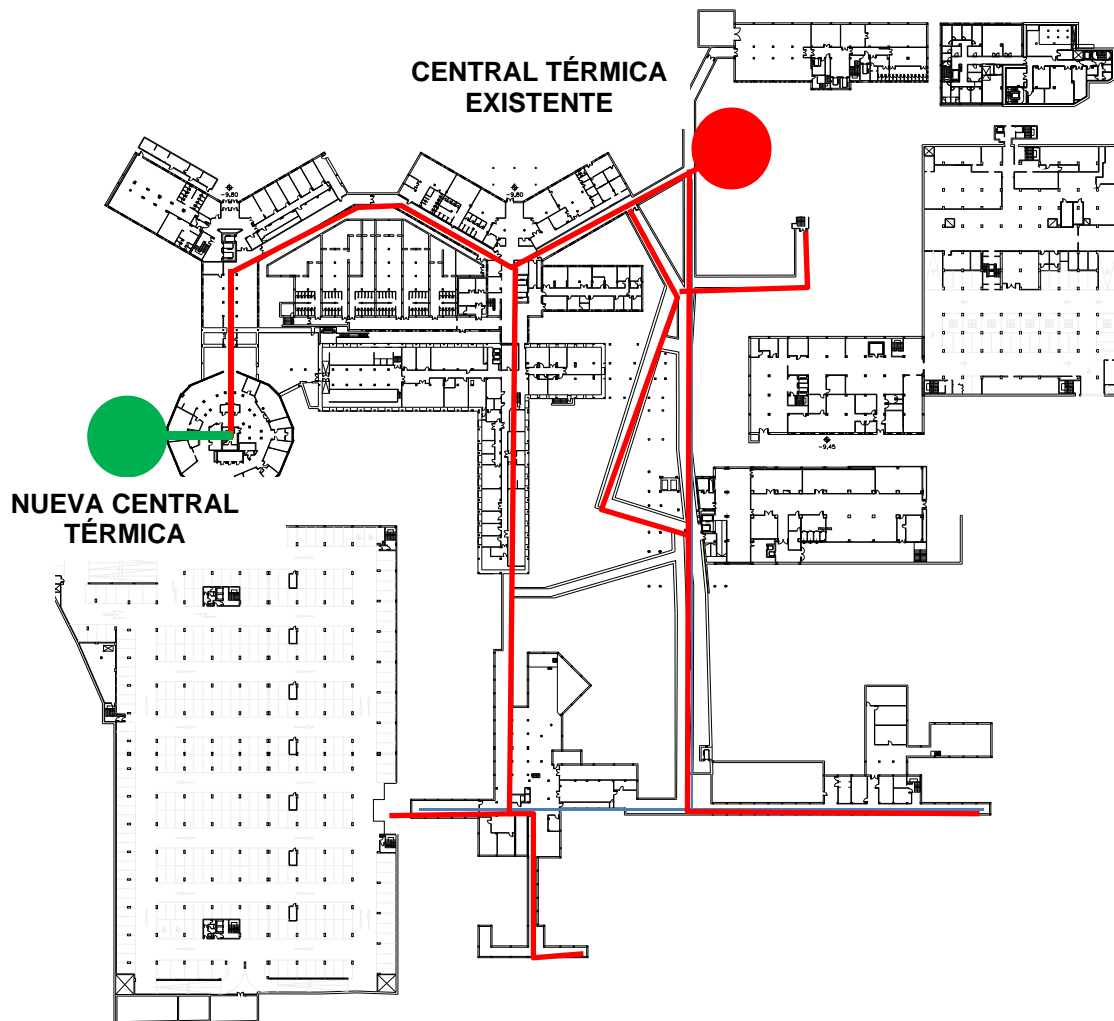 CENTRAL TÉRMICA
EXISTENTE
-9,80
-9,80
-9,45
NUEVA CENTRAL
TÉRMICA